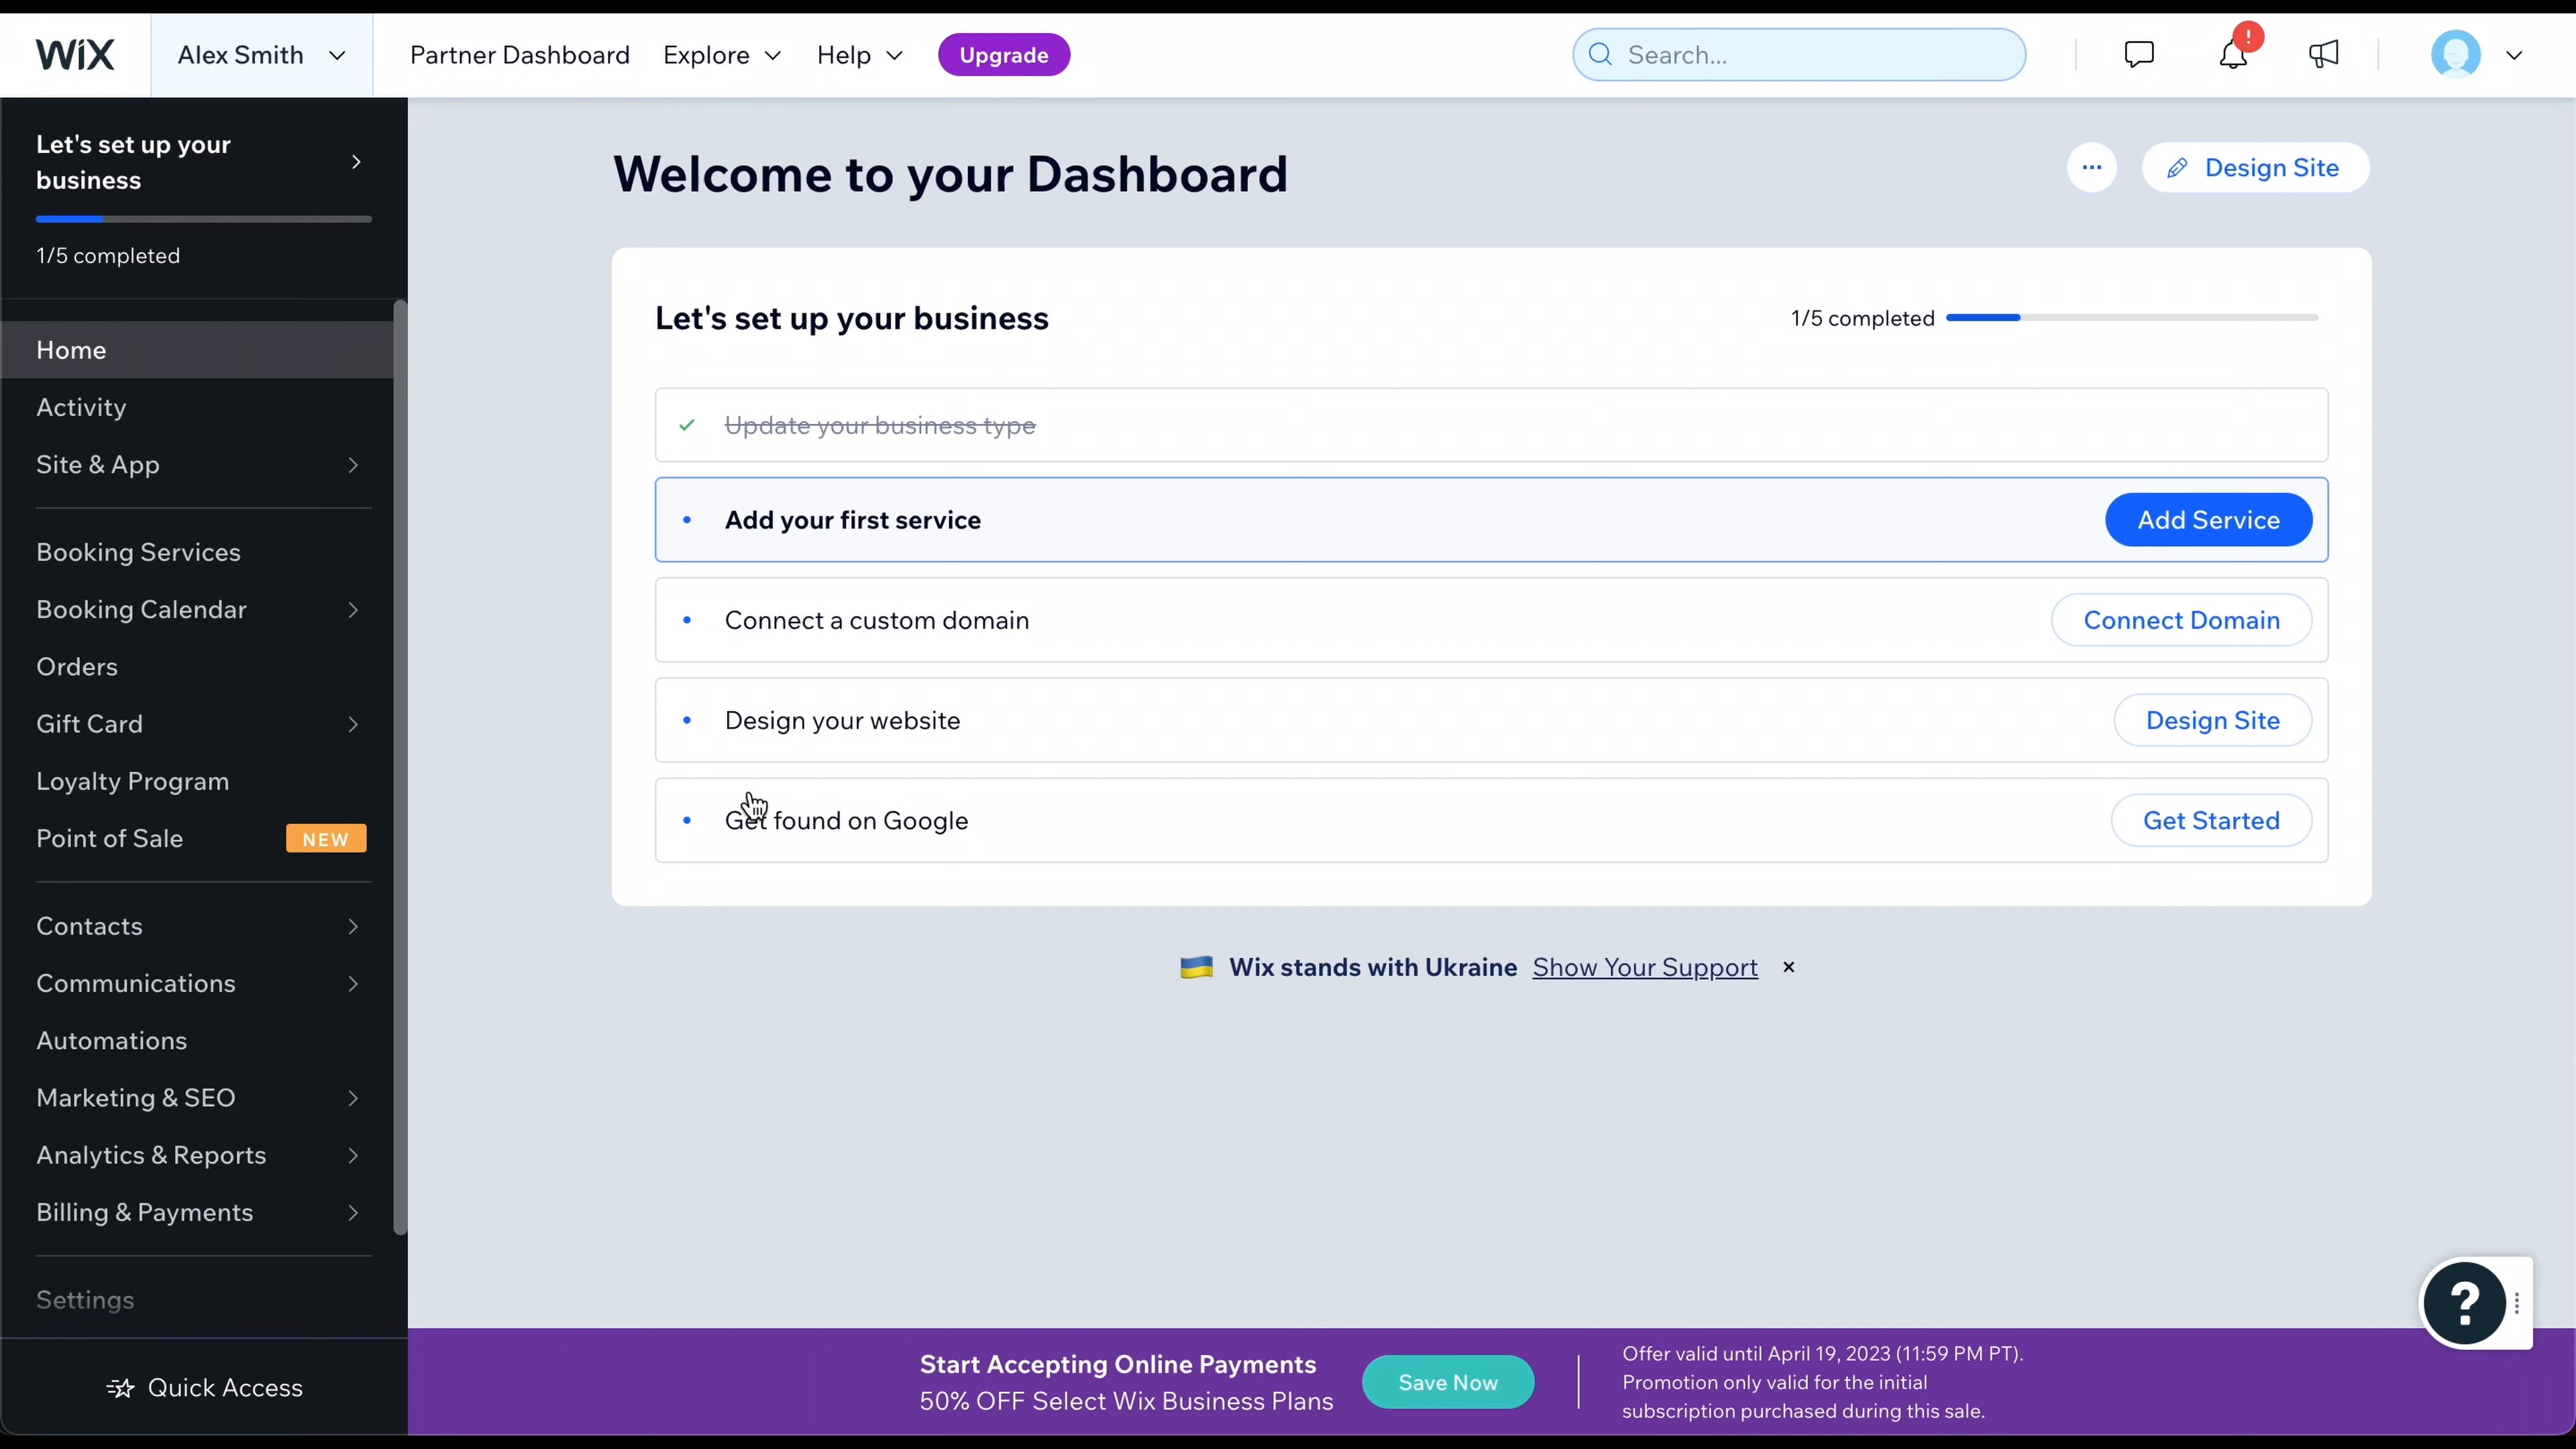 WiX
Alex Smith
Partner Dashboard
Explore
Help
Upgrade
Search...
!
Let's set up your
business
1/5 completed
Home
Activity
Site & App
Booking Services
Booking Calendar
Orders
Gift Card
Loyalty Program
Point of Sale
NEW
Contacts
Communications
Automations
Marketing & SEO
Analytics & Reports
Billing & Payments
Settings
Quick Access
Welcome to your Dashboard
Design Site
Let's set up your business
1/5 completed
Update your business type
Add your first service
Add Service
Connect a custom domain
Connect Domain
Design your website
Design Site
Get found on Google
Get Started
Wix stands with Ukraine Show Your Support ×
?
Start Accepting Online Payments
50% OFF Select Wix Business Plans
Save Now
Offer valid until April 19, 2023 (11:59 PM PT).
Promotion only valid for the initial
subscription purchased during this sale.